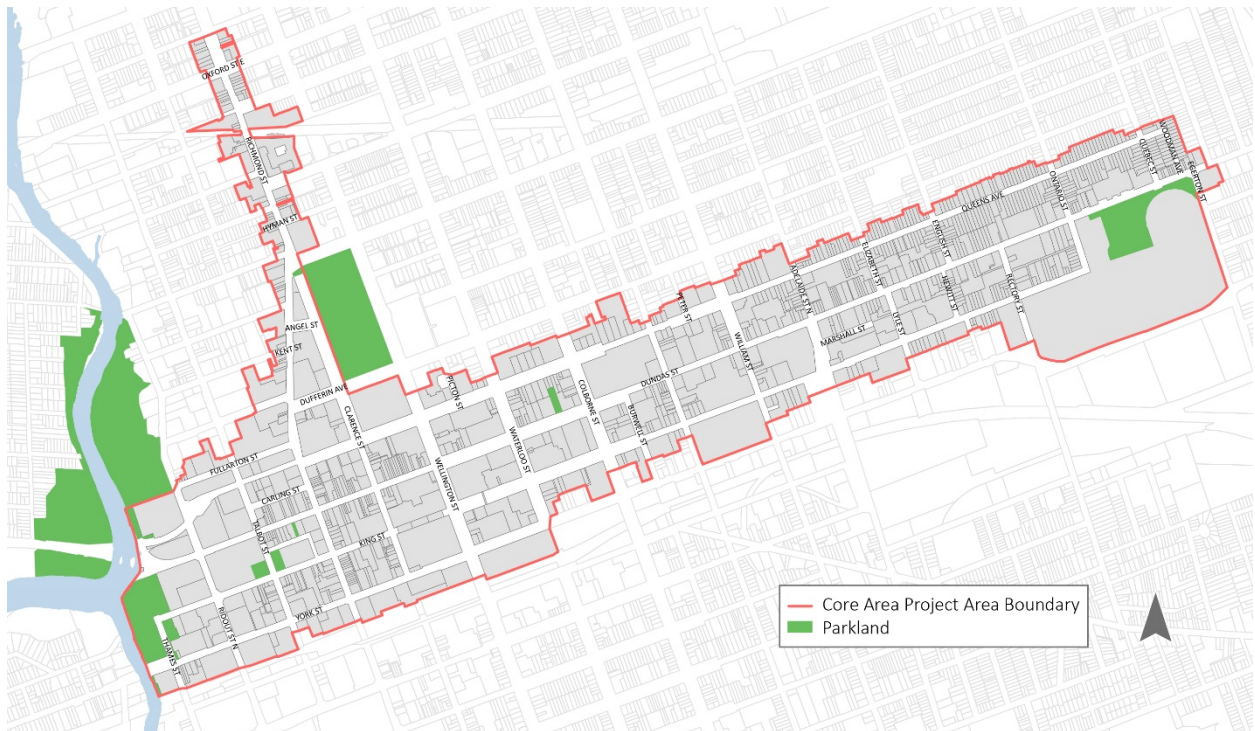 OXFORD ST E
RICHMOND ST
HYMAN ST
ANGEL ST
KENT ST
DUFFERIN AVE
FULLARTON ST
CLARENCE ST
CARLING ST
TALBOT ST
RIDOUT ST N
THAMES ST
YORK ST
KING ST
WELLINGTON ST
PICTON ST
WATERLOO ST
COLBORNE ST
BURWELL ST
DUNDAS ST
PETER ST
WILLIAM ST
ADELAIDE ST N
MARSHALL ST
LYLE ST
ELIZABETH ST
ENGLISH ST
HEWITT ST
QUEENS AVE
RECTORY ST
ONTARIO ST
QUEBEC ST
WOODMAN AVE
EGERTON ST
Core Area Project Area Boundary
Parkland